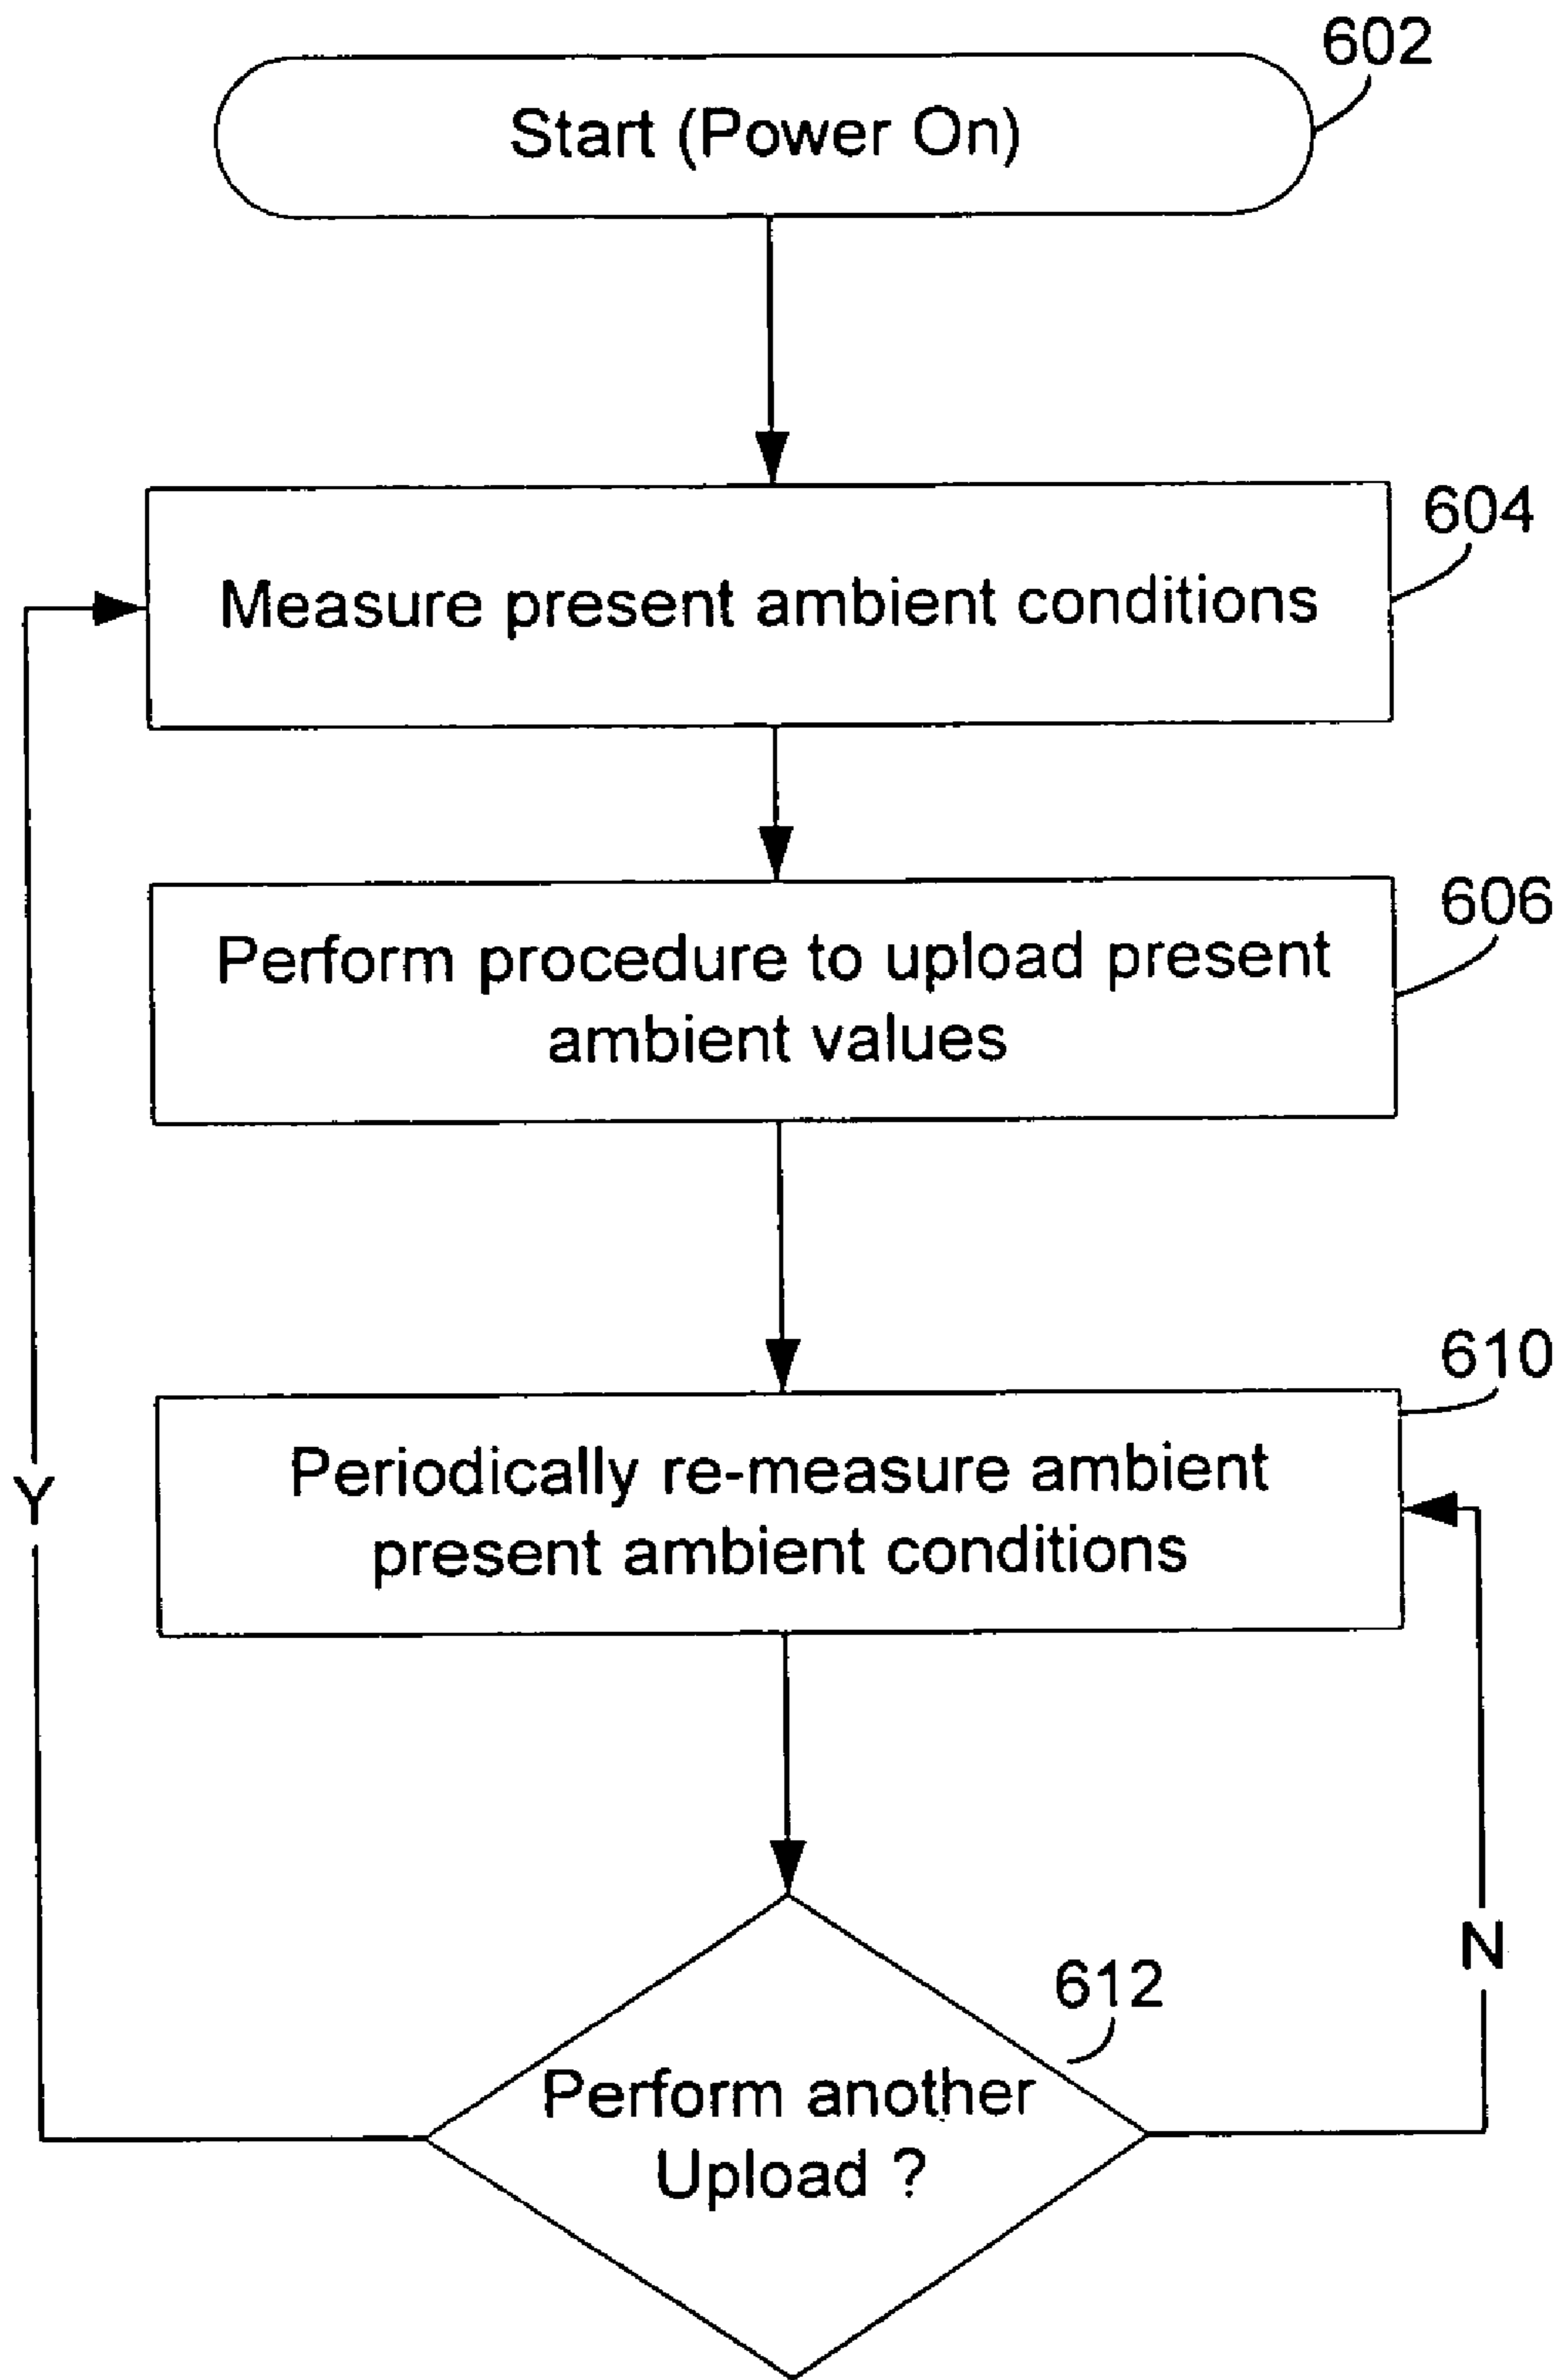 602
Start (Power On)
604
Measure present ambient conditions
606
Perform procedure to upload present
ambient values
610
Periodically re-measure ambient
present ambient conditions
Y
N
612
Perform another
Upload ?